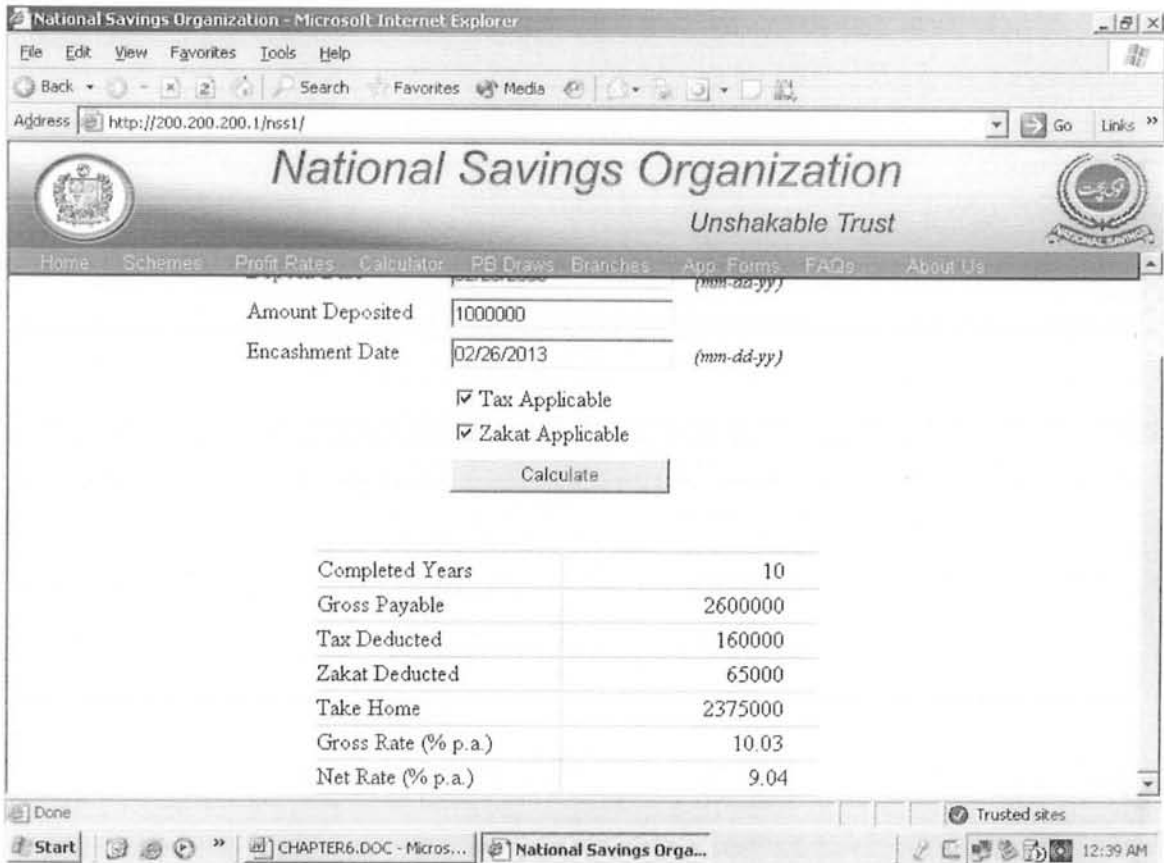 National Savings Organization - Microsoft Internet Explorer
File Edit View Favorites Tools Help
Back Search Favorites Media
Address http://200.200.200.1/nss1/ Go Links »
National Savings Organization
Unshakable Trust
NATIONAL SAVINGS
Home Schemes Profit Rates Calculator PB Draws Branches App. Forms FAQs About Us
(mm-dd-yy)
Amount Deposited 1000000
Encashment Date 02/26/2013 (mm-dd-yy)
Tax Applicable
Zakat Applicable
Calculate
Completed Years 10
Gross Payable 2600000
Tax Deducted 160000
Zakat Deducted 65000
Take Home 2375000
Gross Rate (% p.a.) 10.03
Net Rate (% p.a.) 9.04
Done Trusted sites
Start » CHAPTER6.DOC - Micros... National Savings Orga... 12:39 AM